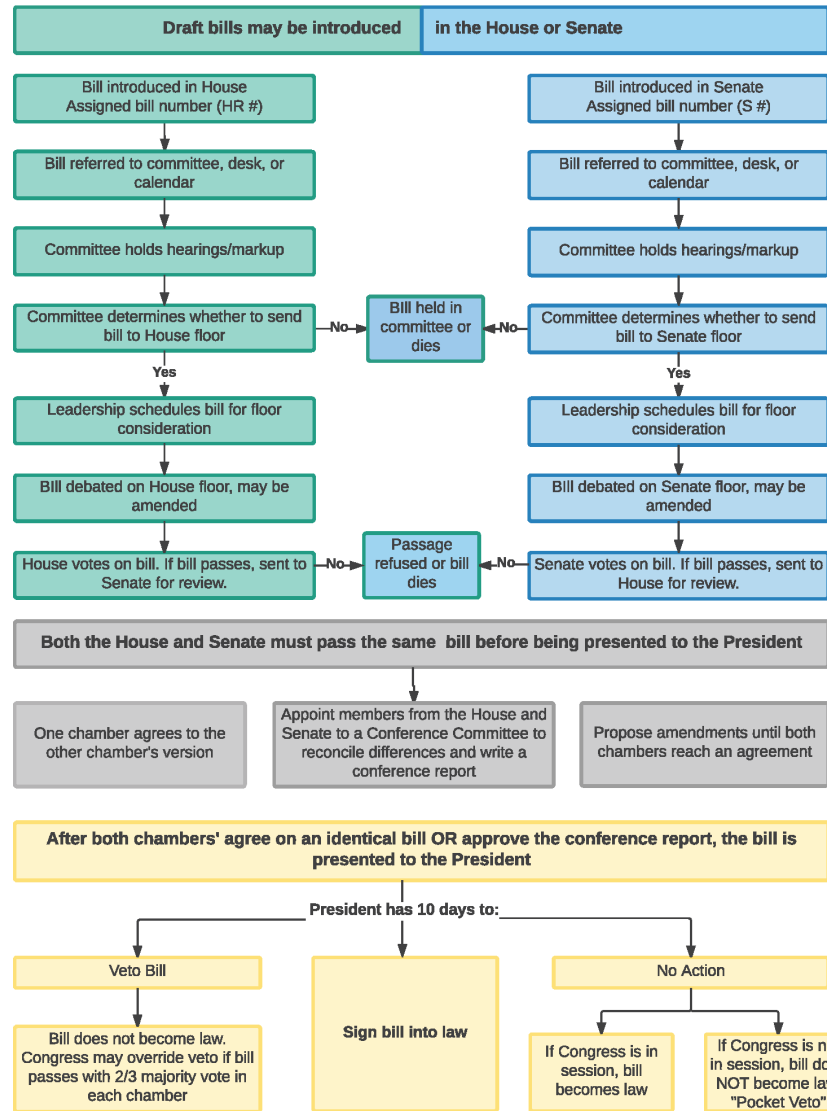 Draft bills may be introduced in the House or Senate
Bill introduced in House
Assigned bill number (HR #)
Bill referred to committee, desk, or
calendar
Committee holds hearings/markup
Committee determines whether to send
bill to House floor
No
Yes
Leadership schedules bill for floor
consideration
BIll debated on House floor, may be
amended
House votes on bill. If bill passes, sent to
Senate for review.
No
BIll held in
committee or
dies
Passage
refused or bill
dies
Bill introduced in Senate
Assigned bill number (S #)
Bill referred to committee, desk, or
calendar
Committee holds hearings/markup
Committee determines whether to send
bill to Senate floor
No
Yes
Leadership schedules bill for floor
consideration
BIll debated on Senate floor, may be
amended
Senate votes on bill. If bill passes, sent to
House for review.
No
Both the House and Senate must pass the same bill before being presented to the President
One chamber agrees to the
other chamber's version
Appoint members from the House and
Senate to a Conference Committee to
reconcile differences and write a
conference report
Propose amendments until both
chambers reach an agreement
After both chambers' agree on an identical bill OR approve the conference report, the bill is
presented to the President
President has 10 days to:
Veto Bill
Bill does not become law.
Congress may override veto if bill
passes with 2/3 majority vote in
each chamber
Sign bill into law
No Action
If Congress is in
session, bill
becomes law
If Congress is
in session, bill
NOT become
"Pocket Veto"